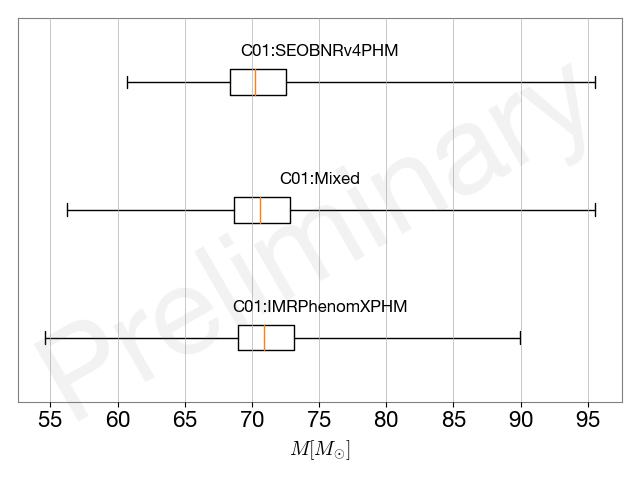 C01:SEOBNRv4PHM
C01:Mixed
C01:IMRPhenomXPHM
Preliminary
55 60 65 70 75 80 85 90 95
M[M⊙]